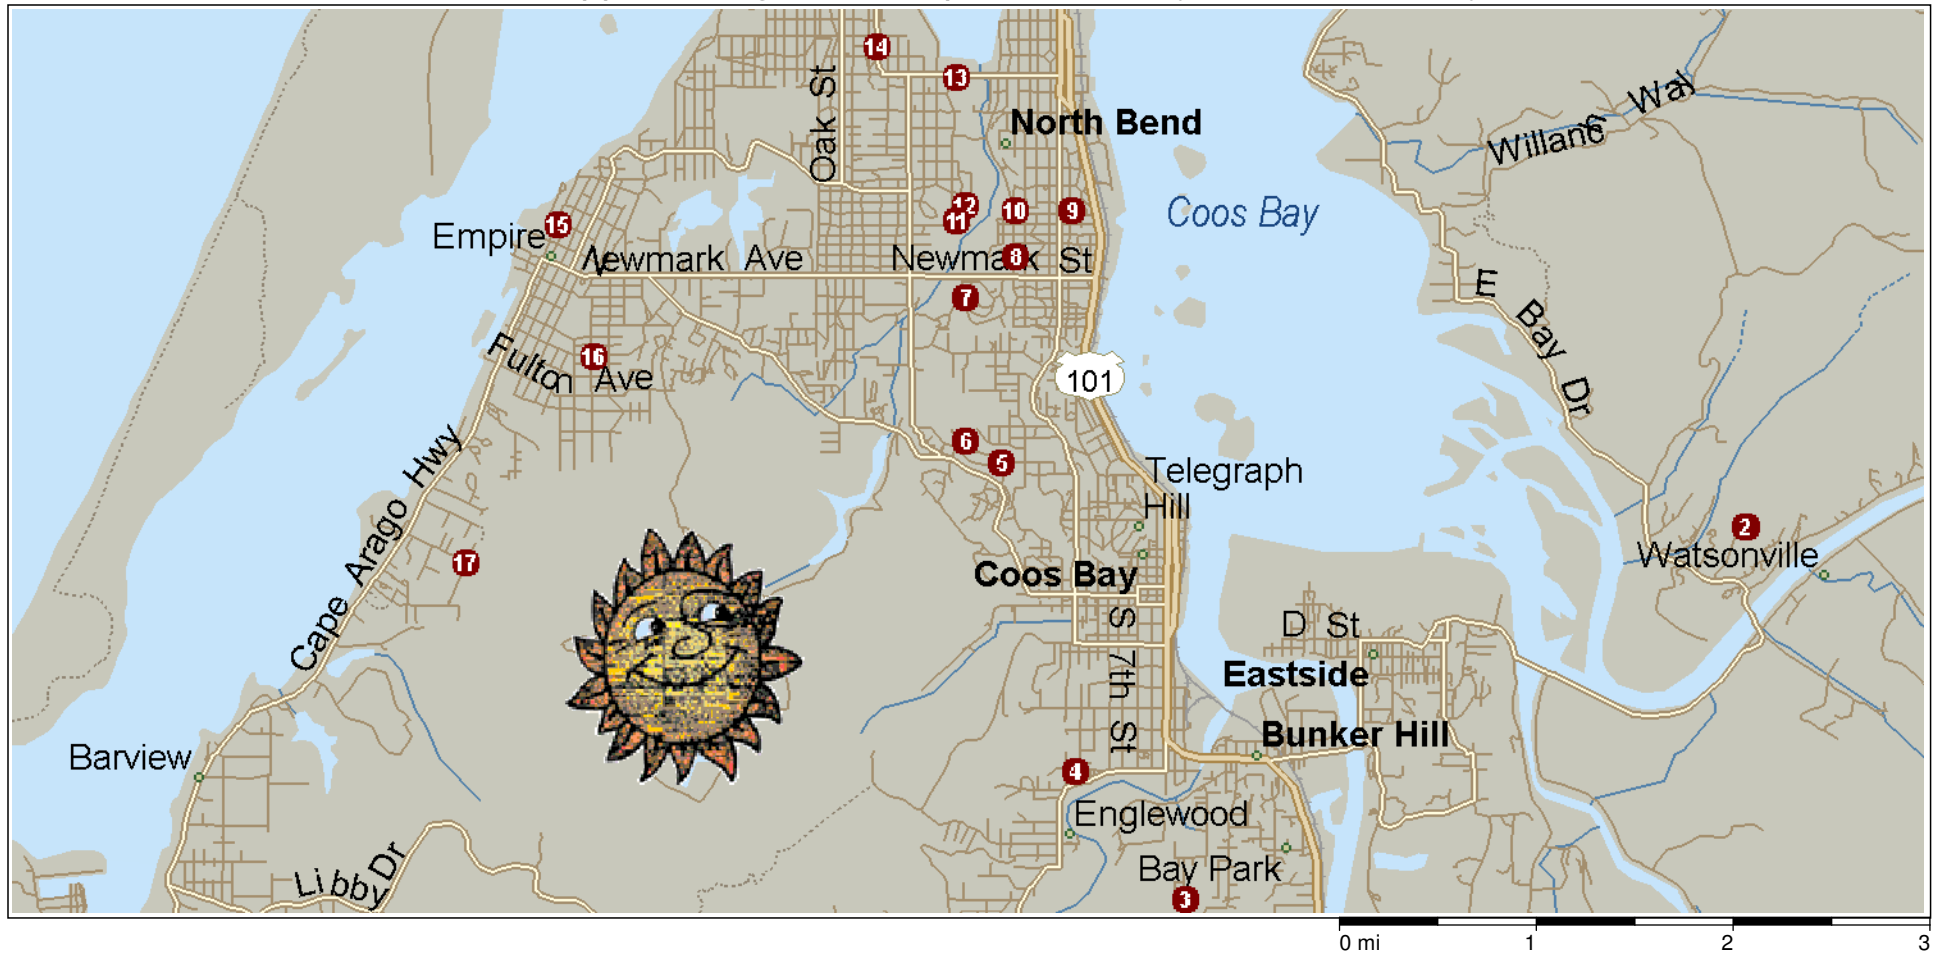 14
13
Oak St
North Bend
Willanc
Wal
12
11
10
9
15
Empire
Coos Bay
Newmark Ave
Newmark St
8
7
E Bay Dr
16
Fulton Ave
101
6
5
Telegraph
Hill
Cape Arago Hwy
17
2
Watsonville
Coos Bay
S 7th St
D St
Eastside
Bunker Hill
Barview
4
Englewood
Bay Park
3
Libby Dr
0 mi
1
2
3